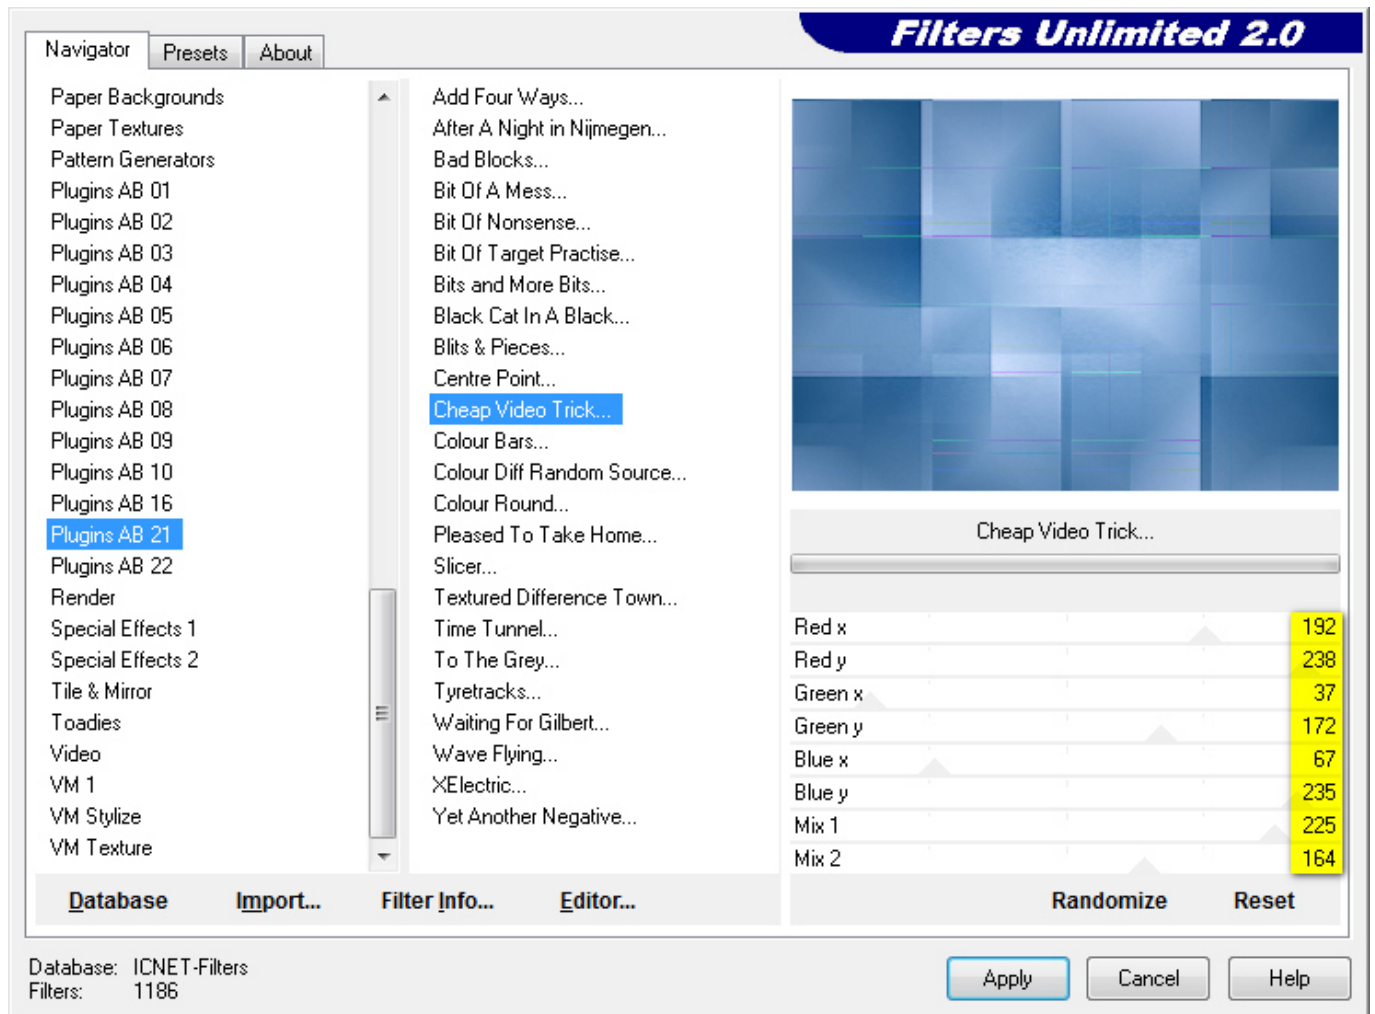 Filters Unlimited 2.0
Navigator
Presets
About
Paper Backgrounds
Paper Textures
Pattern Generators
Plugins AB 01
Plugins AB 02
Plugins AB 03
Plugins AB 04
Plugins AB 05
Plugins AB 06
Plugins AB 07
Plugins AB 08
Plugins AB 09
Plugins AB 10
Plugins AB 16
Plugins AB 21
Plugins AB 22
Render
Special Effects 1
Special Effects 2
Tile & Mirror
Toadies
Video
VM 1
VM Stylize
VM Texture
Add Four Ways...
After A Night in Nijmegen...
Bad Blocks...
Bit Of A Mess...
Bit Of Nonsense...
Bit Of Target Practise...
Bits and More Bits...
Black Cat In A Black...
Blits & Pieces...
Centre Point...
Cheap Video Trick...
Colour Bars...
Colour Diff Random Source...
Colour Round...
Pleased To Take Home...
Slicer...
Textured Difference Town...
Time Tunnel...
To The Grey...
Tyretracks...
Waiting For Gilbert...
Wave Flying...
XElectric...
Yet Another Negative...
Cheap Video Trick...
Red x 192
Red y 238
Green x 37
Green y 172
Blue x 67
Blue y 235
Mix 1 225
Mix 2 164
Database Import... Filter Info... Editor...
Randomize Reset
Database: ICNET-Filters
Filters: 1186
Apply Cancel Help